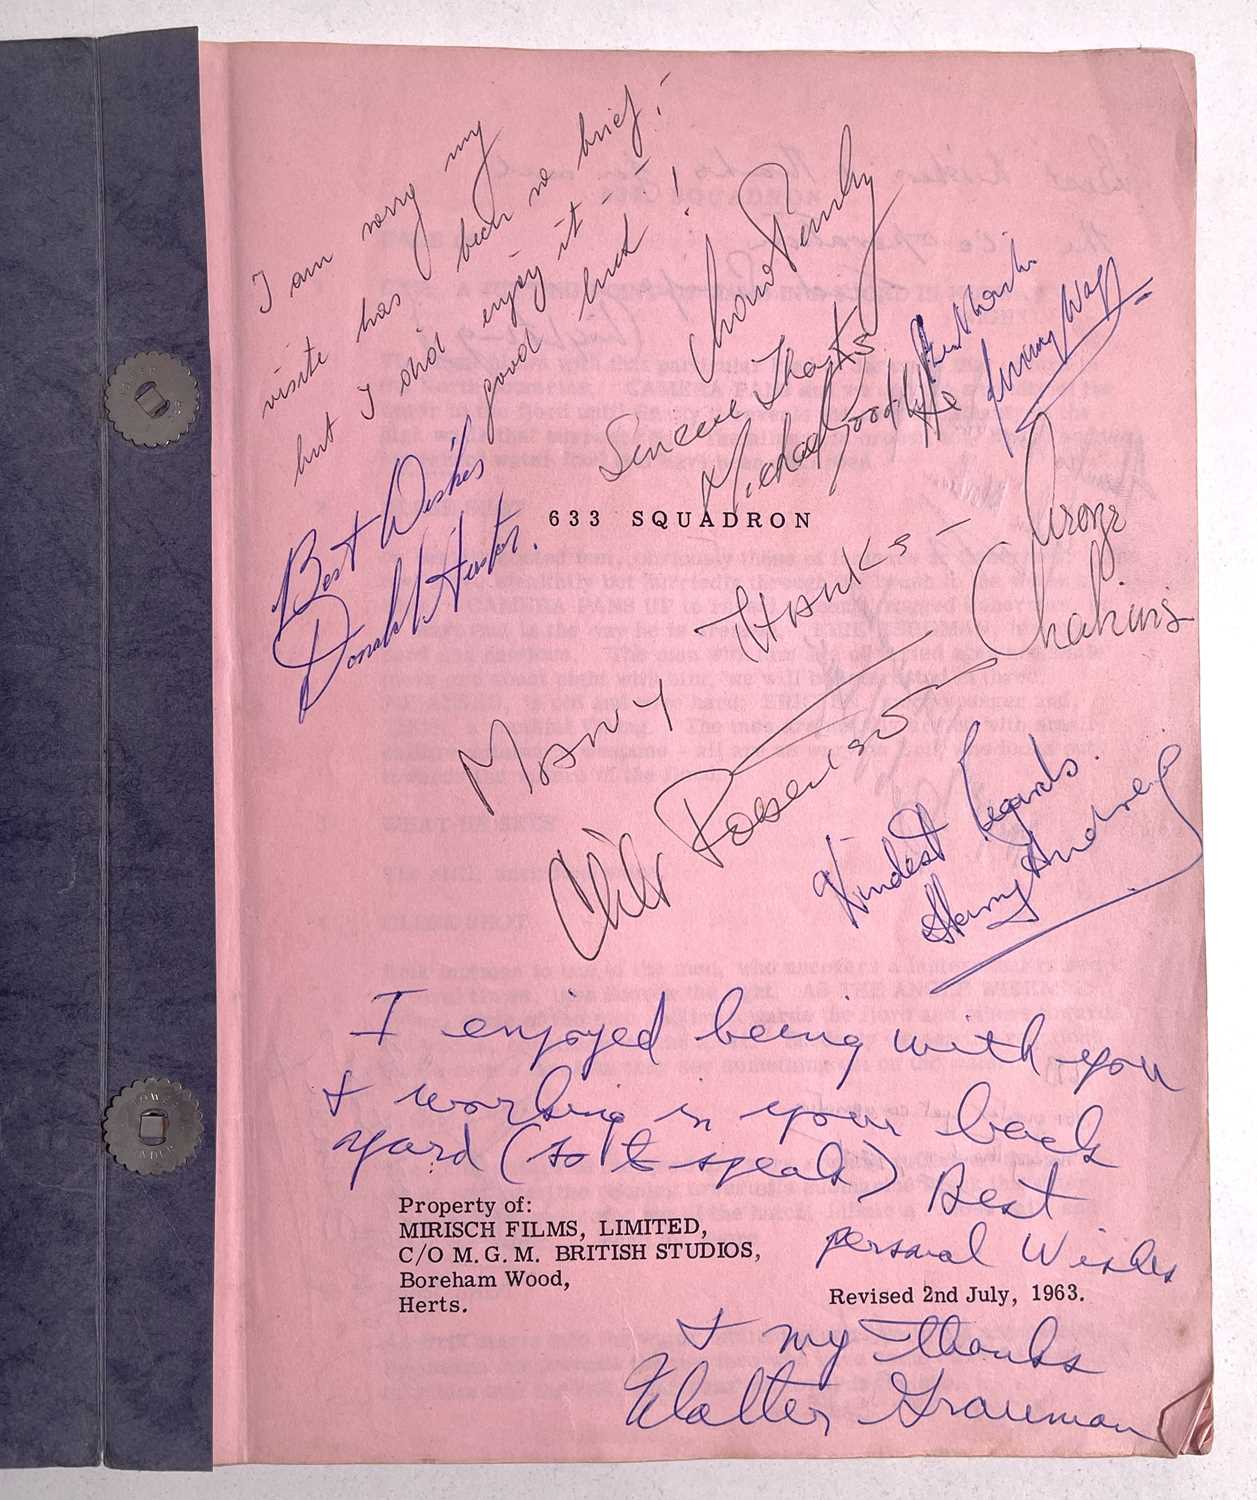 I am sorry my
visite has been so brief!
but I did enjoy it -
good luck!
Best Wishes
Donald Houston.
Sincere Thanks
Michael Goodliffe
Best Wishes
633 SQUADRON
Many Thanks -
Cliff Robertson
George Chakiris
Kindest Regards.
Harry Andrews
I enjoyed being with you
& working in your back
yard (so to speak) Best
personal Wishes
& my Thanks
Walter Grauman
Property of:
MIRISCH FILMS, LIMITED,
C/O M.G.M. BRITISH STUDIOS,
Boreham Wood,
Herts.
Revised 2nd July, 1963.